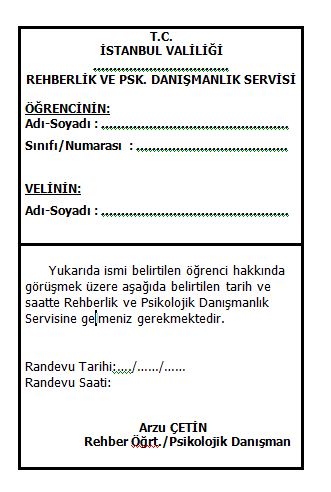 T.C.
İSTANBUL VALİLİĞİ
........................................
REHBERLİK VE PSK. DANIŞMANLIK SERVİSİ
ÖĞRENCİNİN:
Adı-Soyadı : ........................................................
Sınıfı/Numarası : .............................................
VELİNİN:
Adı-Soyadı : ........................................................
Yukarıda ismi belirtilen öğrenci hakkında
görüşmek üzere aşağıda belirtilen tarih ve
saatte Rehberlik ve Psikolojik Danışmanlık
Servisine gelmeniz gerekmektedir.
Randevu Tarihi:...../....../......
Randevu Saati:
Arzu ÇETİN
Rehber Öğrt./Psikolojik Danışman